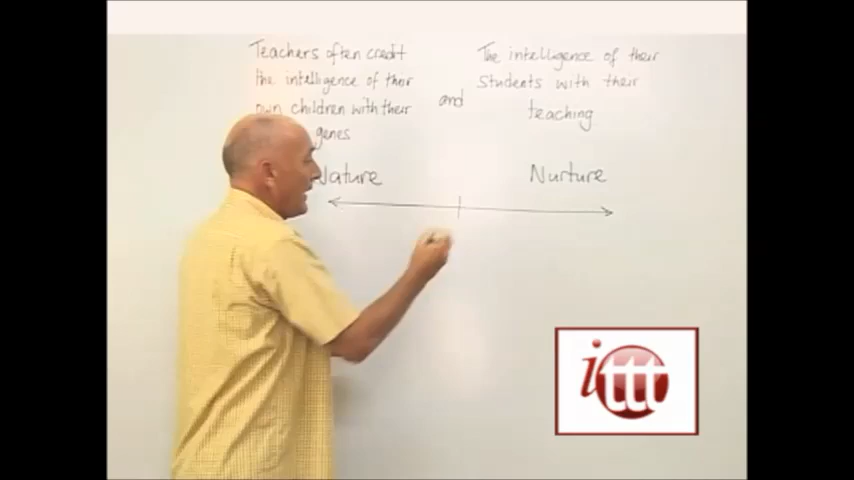 Teachers often credit
the intelligence of their
own children with their
genes
and
The intelligence of their
Students with their
teaching
Nature
Nurture
ittt